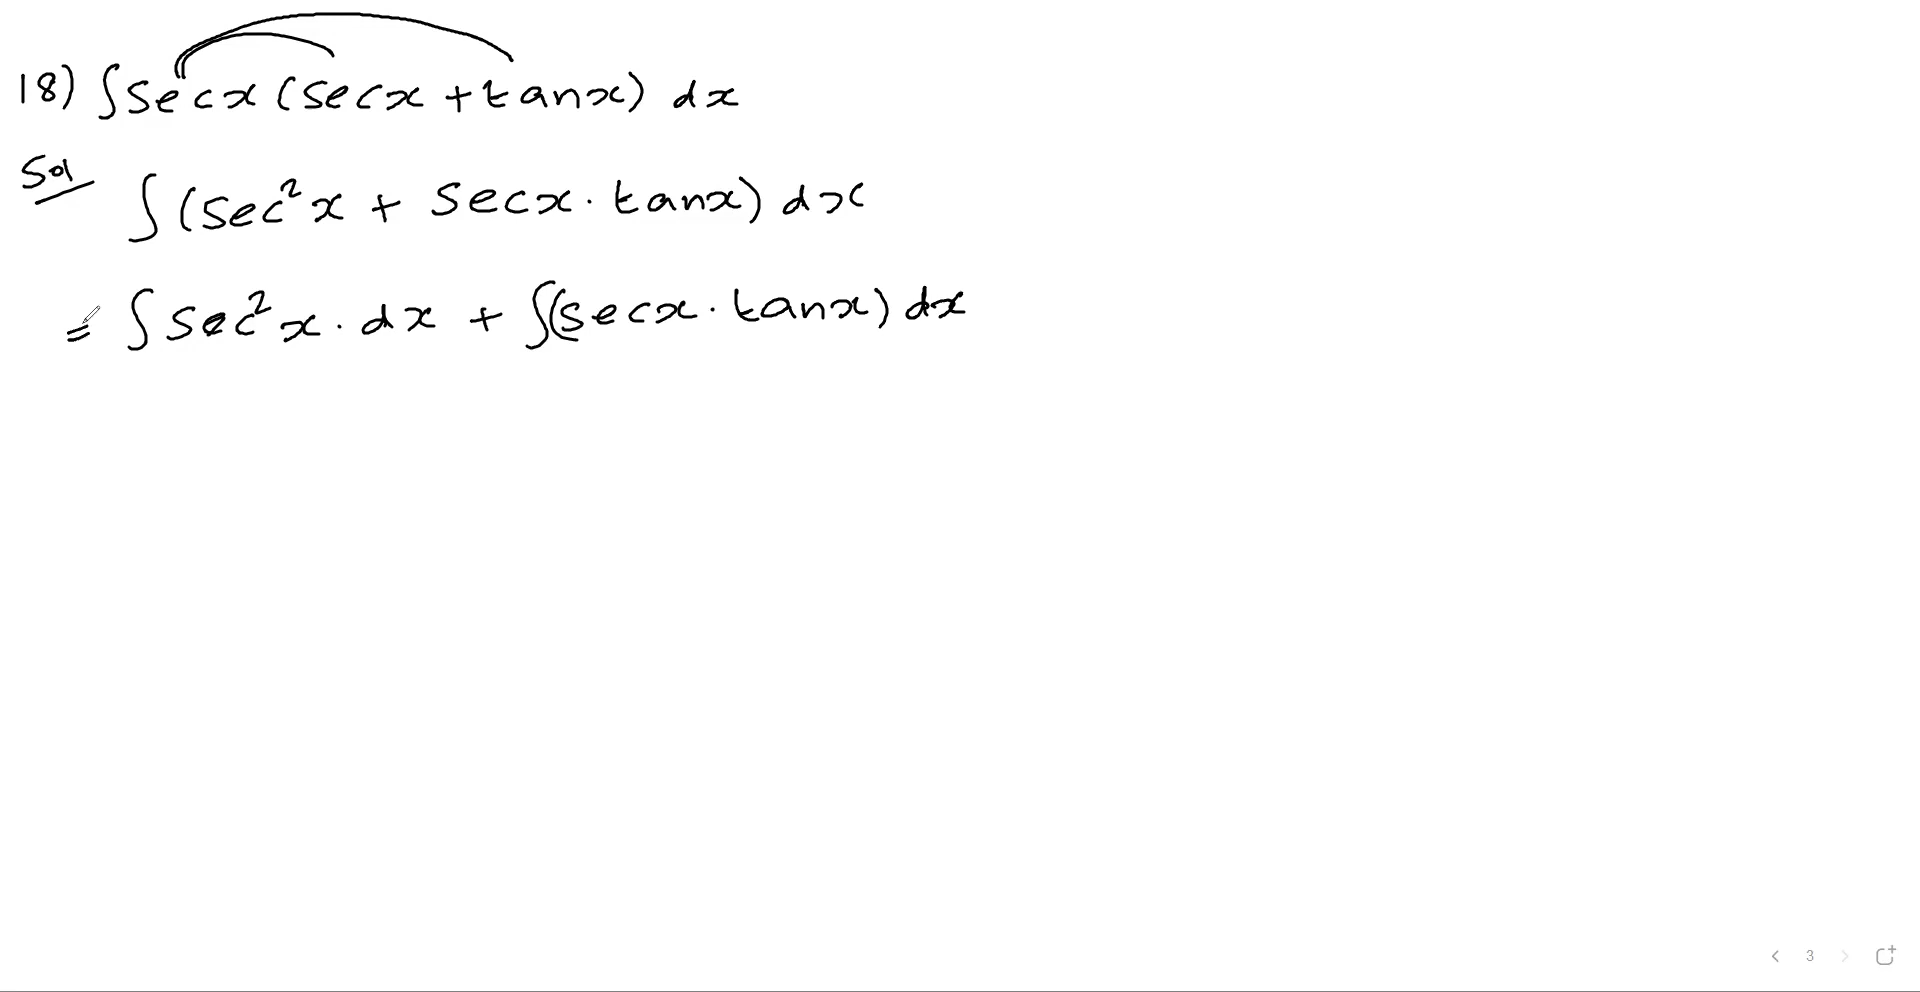 18) ∫secx (secx + tanx) dx
Sol
∫(sec²x + secx · tanx) dx
= ∫sec²x · dx + ∫(secx · tanx) dx
3